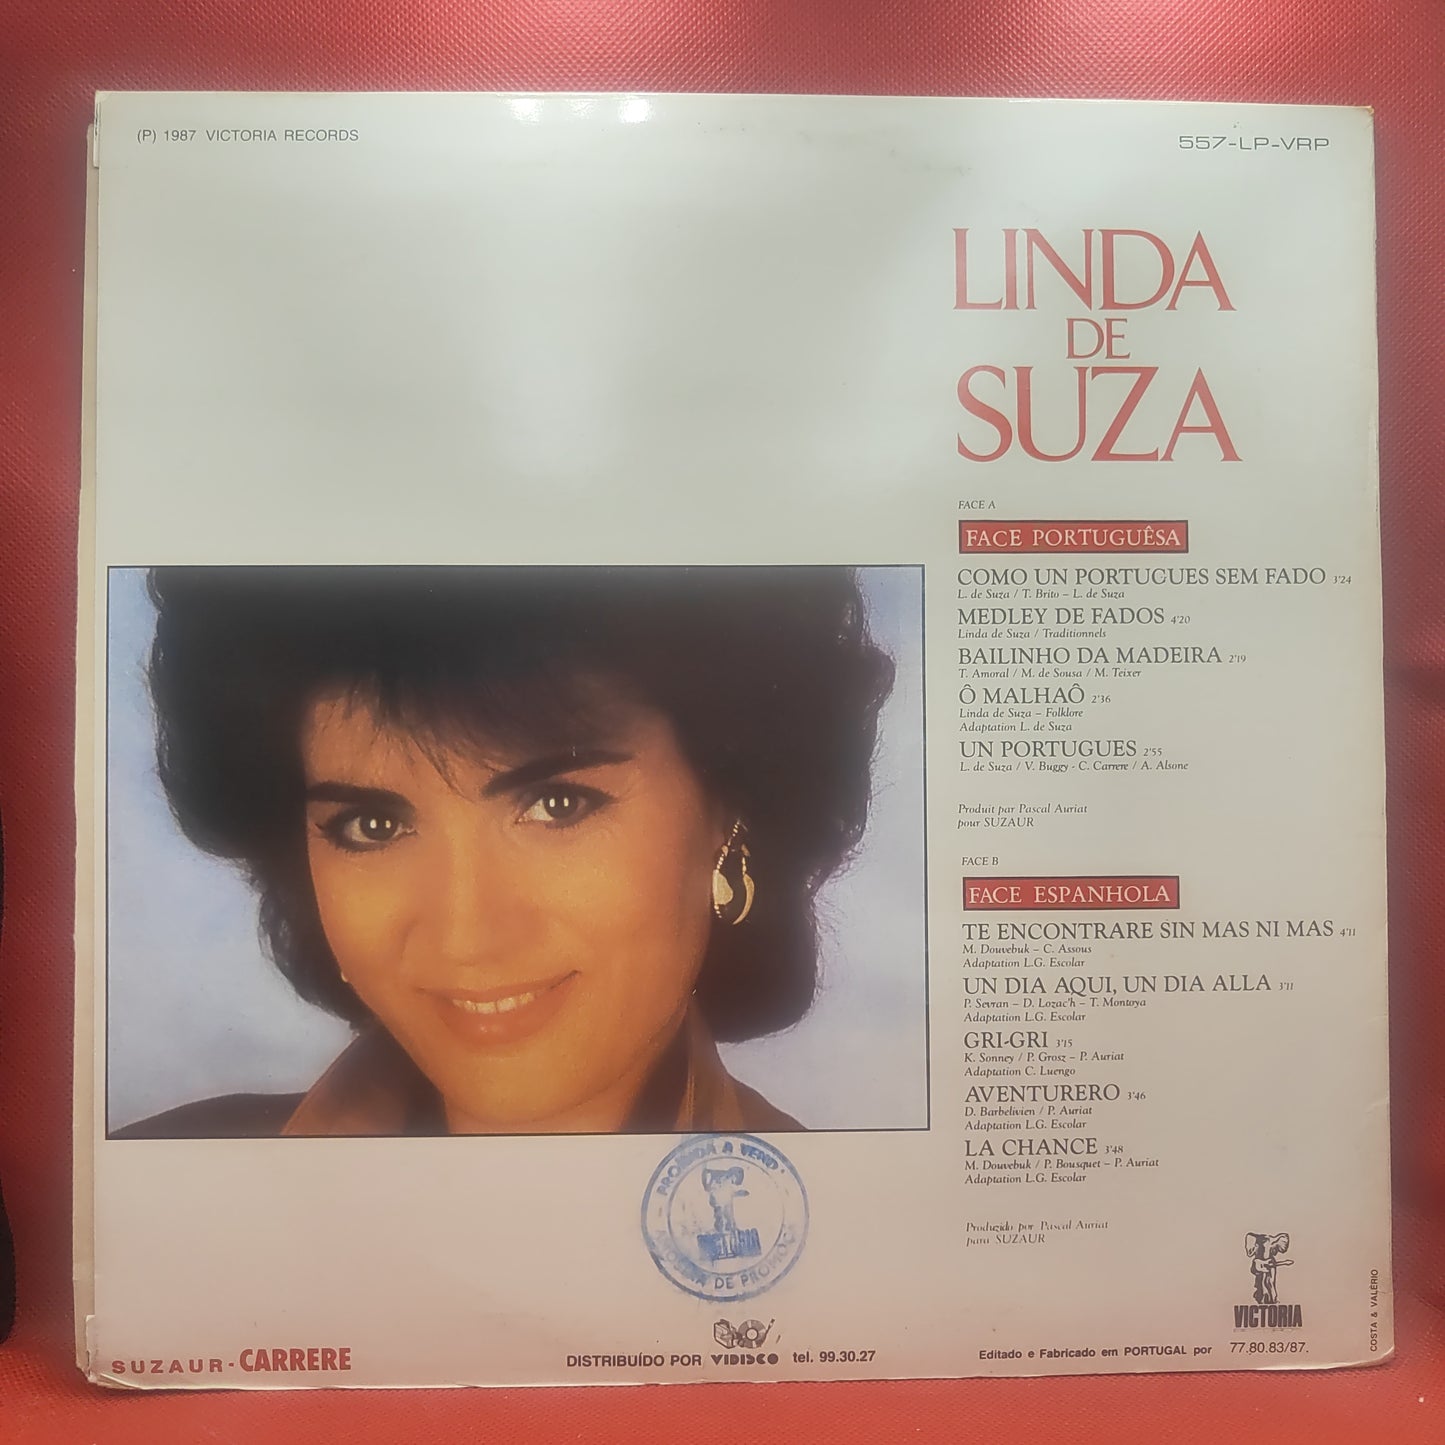 (P) 1987 VICTORIA RECORDS
557-LP-VRP
LINDA
DE
SUZA
FACE A
FACE PORTUGUÊSA
COMO UN PORTUGUES SEM FADO 3'24
L. de Suza / T. Brito – L. de Suza
MEDLEY DE FADOS 4'20
Linda de Suza / Traditionnels
BAILINHO DA MADEIRA 2'19
T. Amoral / M. de Sousa / M. Teixer
Ô MALHAÔ 2'36
Linda de Suza – Folklore
Adaptation L. de Suza
UN PORTUGUES 2'55
L. de Suza / V. Buggy - C. Carrere / A. Alsone
Produit par Pascal Auriat
pour SUZAUR
FACE B
FACE ESPANHOLA
TE ENCONTRARE SIN MAS NI MAS 4'11
M. Douvebuk – C. Assous
Adaptation L.G. Escolar
UN DIA AQUI, UN DIA ALLA 3'11
P. Sevran – D. Lozac'h – T. Montoya
Adaptation L.G. Escolar
GRI-GRI 3'15
K. Sonney / P. Grosz – P. Auriat
Adaptation C. Luengo
AVENTURERO 3'46
D. Barbelivien / P. Auriat
Adaptation L.G. Escolar
LA CHANCE 3'48
M. Douvebuk / P. Bousquet – P. Auriat
Adaptation L.G. Escolar
Produzido por Pascal Auriat
para SUZAUR
VICTORIA
DE PROMOÇÃ
VICTORIA
COSTA & VALÉRIO
SUZAUR-CARRERE
DISTRIBUÍDO POR VIDISCO tel. 99.30.27
Editado e Fabricado em PORTUGAL por 77.80.83/87.